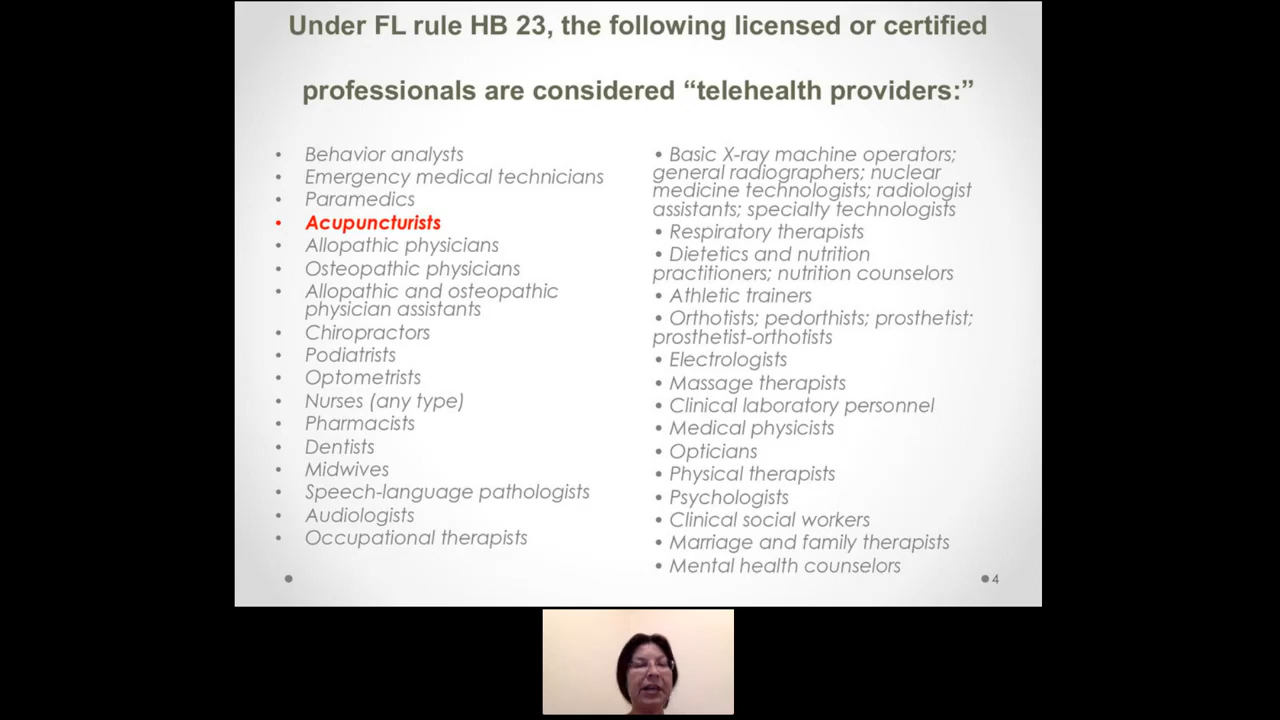 Under FL rule HB 23, the following licensed or certified
professionals are considered “telehealth providers:”
• Behavior analysts
• Emergency medical technicians
• Paramedics
• Acupuncturists
• Allopathic physicians
• Osteopathic physicians
• Allopathic and osteopathic
physician assistants
• Chiropractors
• Podiatrists
• Optometrists
• Nurses (any type)
• Pharmacists
• Dentists
• Midwives
• Speech-language pathologists
• Audiologists
• Occupational therapists
• Basic X-ray machine operators;
general radiographers; nuclear
medicine technologists; radiologist
assistants; specialty technologists
• Respiratory therapists
• Dietetics and nutrition
practitioners; nutrition counselors
• Athletic trainers
• Orthotists; pedorthists; prosthetist;
prosthetist-orthotists
• Electrologists
• Massage therapists
• Clinical laboratory personnel
• Medical physicists
• Opticians
• Physical therapists
• Psychologists
• Clinical social workers
• Marriage and family therapists
• Mental health counselors
4